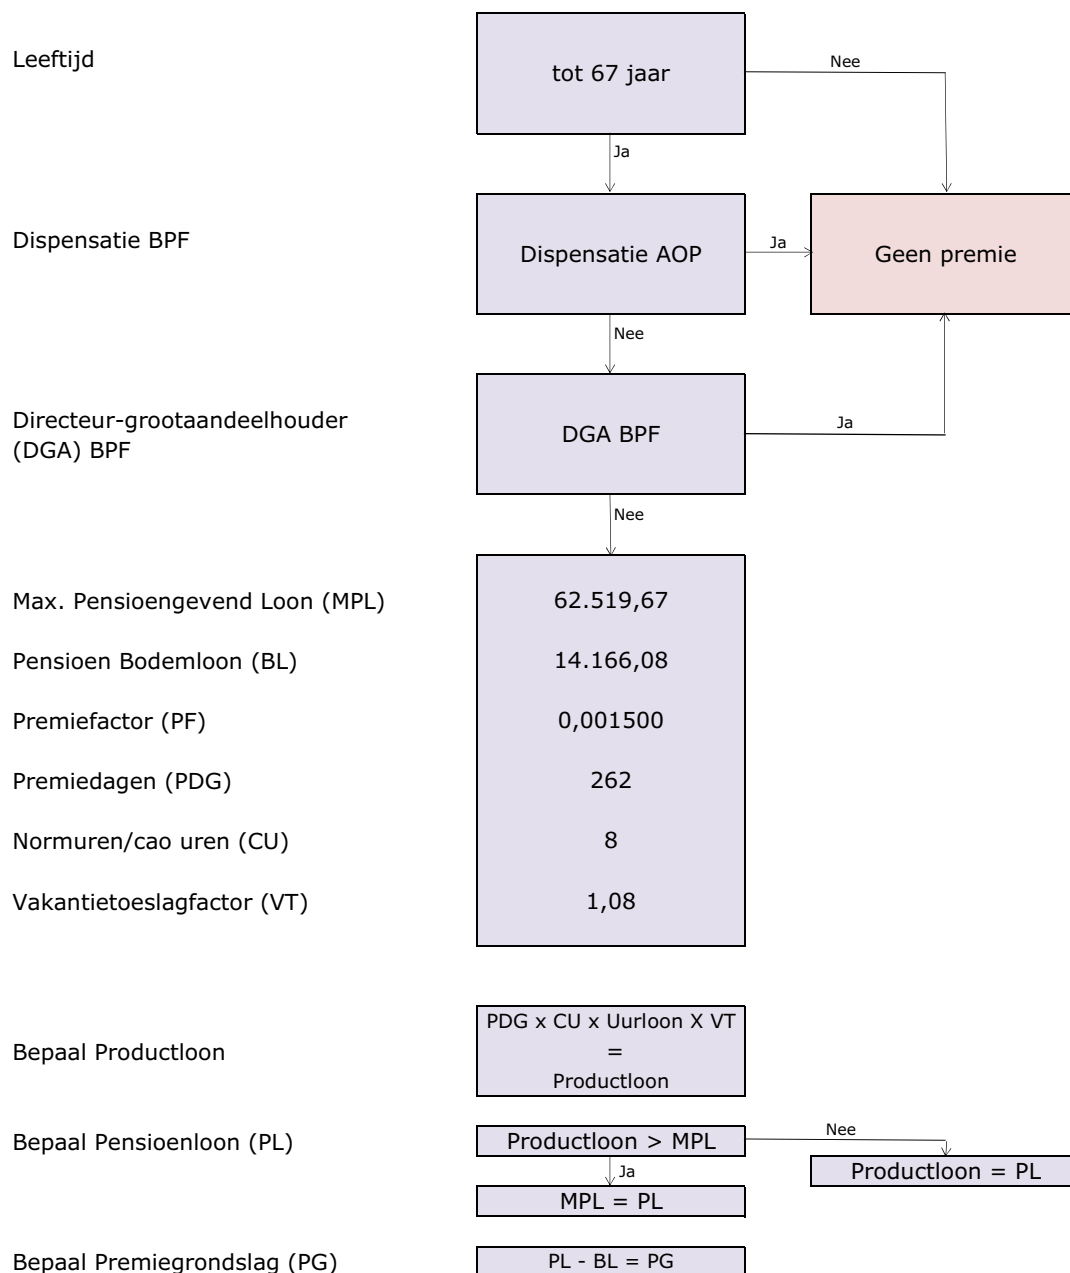 Leeftijd
tot 67 jaar
Nee
Ja
Dispensatie BPF
Dispensatie AOP
Ja
Geen premie
Nee
Directeur-grootaandeelhouder
(DGA) BPF
DGA BPF
Ja
Nee
Max. Pensioengevend Loon (MPL)
62.519,67
Pensioen Bodemloon (BL)
14.166,08
Premiefactor (PF)
0,001500
Premiedagen (PDG)
262
Normuren/cao uren (CU)
8
Vakantietoeslagfactor (VT)
1,08
Bepaal Productloon
PDG x CU x Uurloon X VT
=
Productloon
Bepaal Pensioenloon (PL)
Productloon > MPL
Nee
Productloon = PL
Ja
MPL = PL
Bepaal Premiegrondslag (PG)
PL - BL = PG